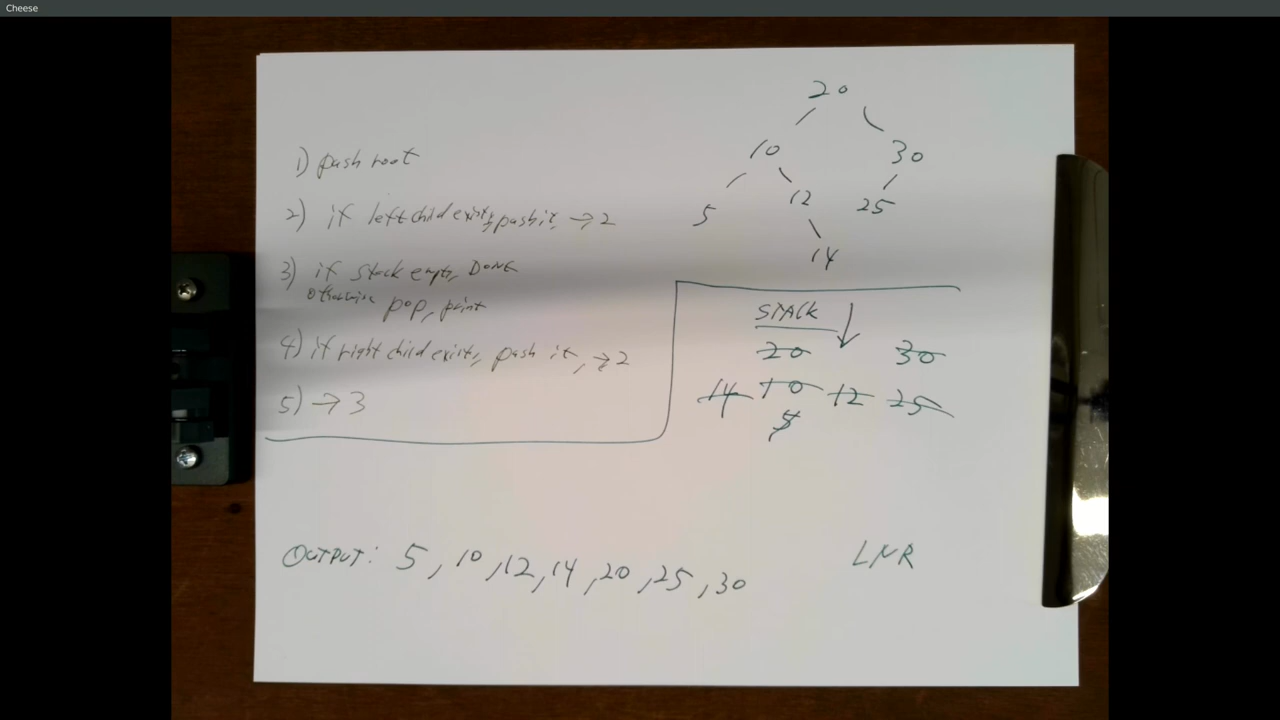 Cheese
1) push root
2) if left child exists, push it, → 2
3) if stack empty, DONE
otherwise pop, print
4) if right child exists, push it, → 2
5) → 3
20
10 30
5 12 25
14
STACK ↓
20 30
14 10 12 25
5
OUTPUT: 5, 10, 12, 14, 20, 25, 30
LNR